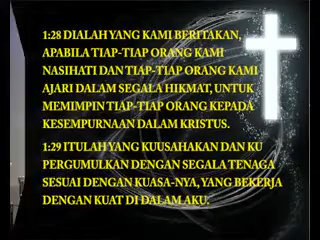 1:28 DIALAH YANG KAMI BERITAKAN,
APABILA TIAP-TIAP ORANG KAMI
NASIHATI DAN TIAP-TIAP ORANG KAMI
AJARI DALAM SEGALA HIKMAT, UNTUK
MEMIMPIN TIAP-TIAP ORANG KEPADA
KESEMPURNAAN DALAM KRISTUS.
1:29 ITULAH YANG KUUSAHAKAN DAN KU
PERGUMULKAN DENGAN SEGALA TENAGA
SESUAI DENGAN KUASA-NYA, YANG BEKERJA
DENGAN KUAT DI DALAM AKU.